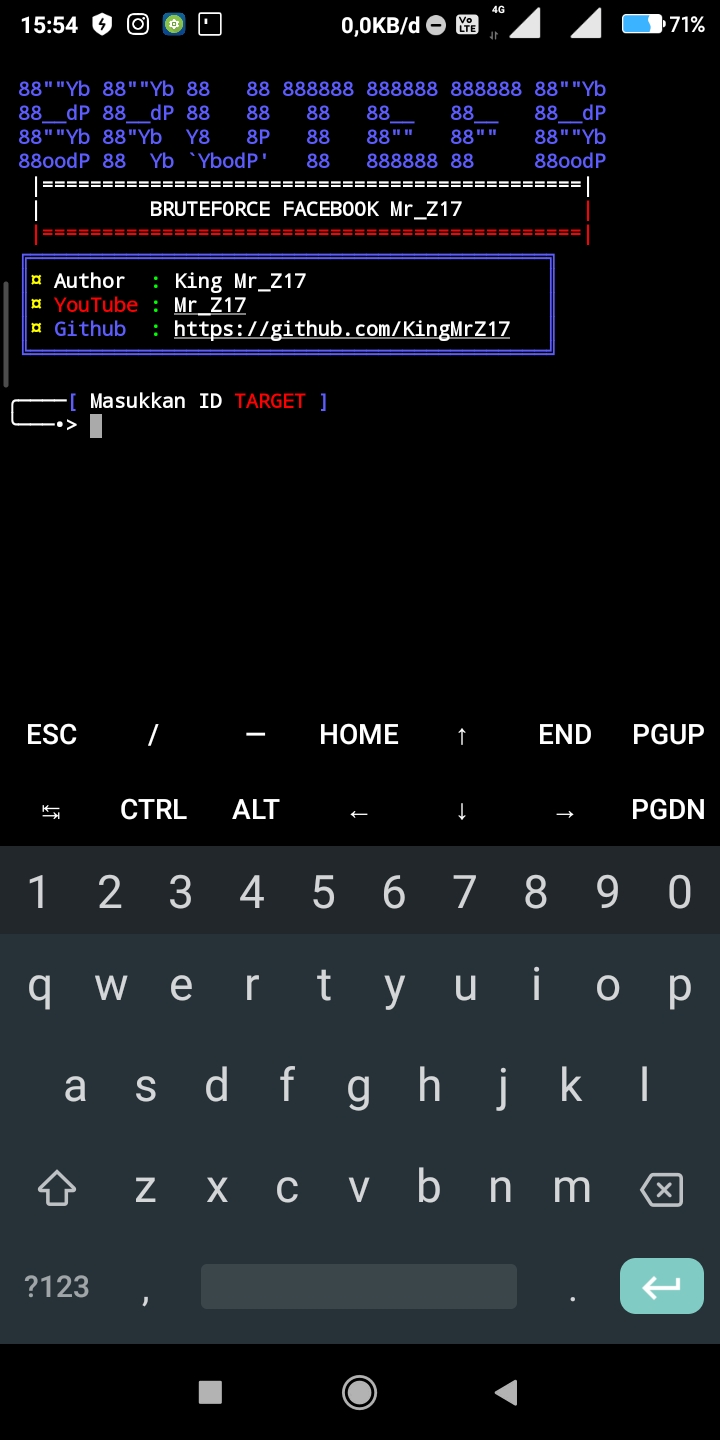 15:54 0,0KB/d Vo LTE 4G 71%
88""Yb 88""Yb 88   88 888888 888888 888888 88""Yb
88__dP 88__dP 88   88   88   88__   88__   88__dP
88""Yb 88"Yb  Y8   8P   88   88""   88""   88""Yb
88oodP 88  Yb `YbodP'   88   888888 88     88oodP
|=============================================|
| BRUTEFORCE FACEBOOK Mr_Z17 |
|=============================================|
¤ Author : King Mr_Z17
¤ YouTube : Mr_Z17
¤ Github : https://github.com/KingMrZ17
╭────[ Masukkan ID TARGET ]
╰───•>
ESC / — HOME ↑ END PGUP
↹ CTRL ALT ← ↓ → PGDN
1 2 3 4 5 6 7 8 9 0
q w e r t y u i o p
a s d f g h j k l
z x c v b n m
?123 , .